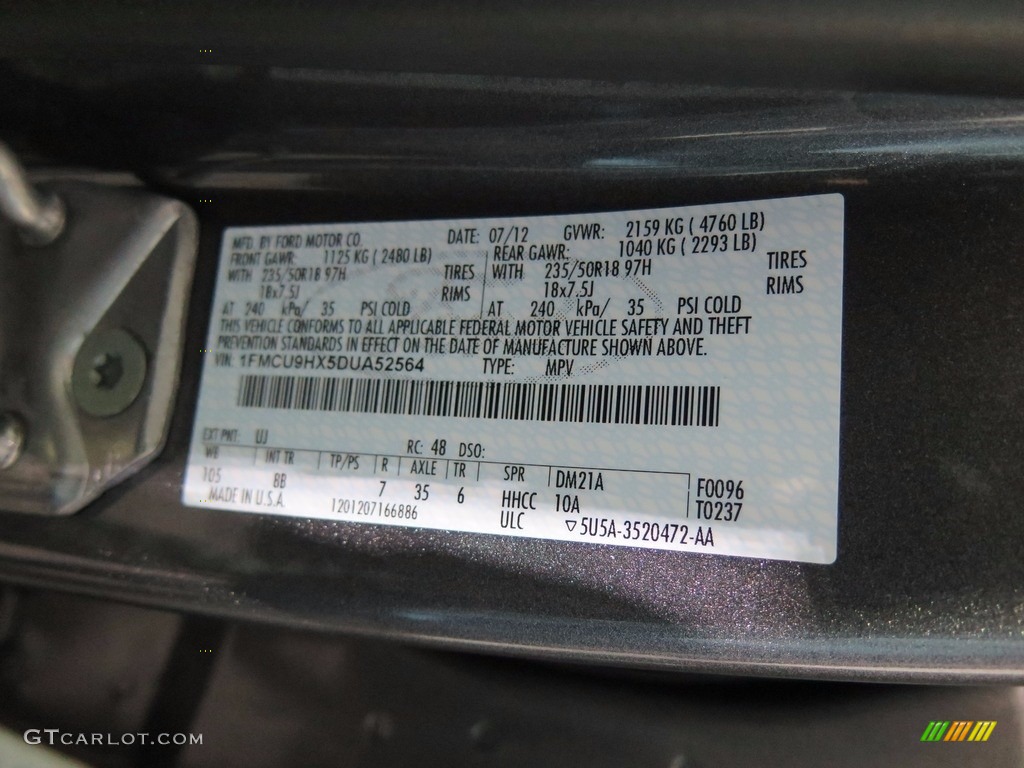 MFD. BY FORD MOTOR CO. DATE: 07/12 GVWR: 2159 KG ( 4760 LB)
FRONT GAWR: 1125 KG ( 2480 LB) REAR GAWR: 1040 KG ( 2293 LB)
WITH 235/50R18 97H TIRES WITH 235/50R18 97H TIRES
18x7.5J RIMS 18x7.5J RIMS
AT 240 kPa/ 35 PSI COLD AT 240 kPa/ 35 PSI COLD
THIS VEHICLE CONFORMS TO ALL APPLICABLE FEDERAL MOTOR VEHICLE SAFETY AND THEFT
PREVENTION STANDARDS IN EFFECT ON THE DATE OF MANUFACTURE SHOWN ABOVE.
VIN: 1FMCU9HX5DUA52564 TYPE: MPV
EXT PNT: UJ RC: 48 DSO:
WB INT TR TP/PS R AXLE TR SPR DM21A F0096
105 BB 7 35 6 HHCC 10A T0237
MADE IN U.S.A. 1201207166886 ULC ▽5U5A-3520472-AA
GTCARLOT.COM